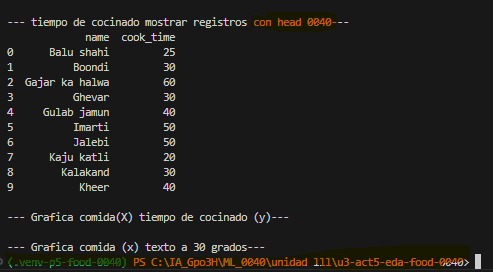 --- tiempo de cocinado mostrar registros con head 0040---
name cook_time
0 Balu shahi 25
1 Boondi 30
2 Gajar ka halwa 60
3 Ghevar 30
4 Gulab jamun 40
5 Imarti 50
6 Jalebi 50
7 Kaju katli 20
8 Kalakand 30
9 Kheer 40
--- Grafica comida(X) tiempo de cocinado (y)---
--- Grafica comida (x) texto a 30 grados---
(.venv-p5-food-0040) PS C:\IA_Gpo3H\ML_0040\unidad lll\u3-act5-eda-food-0040>